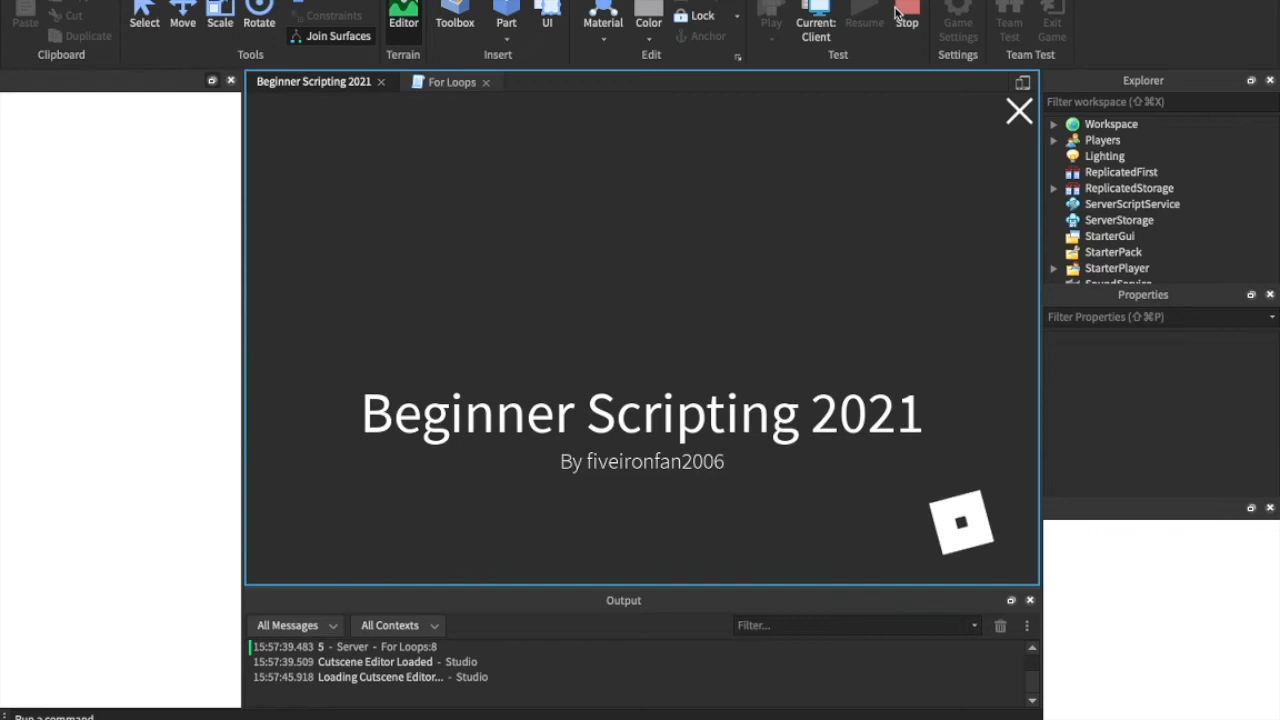 Paste
Cut
Duplicate
Clipboard
Select
Move
Scale
Rotate
Constraints
Join Surfaces
Tools
Editor
Terrain
Toolbox
Part
UI
Insert
Material
Color
Lock
Anchor
Edit
Play
Current:
Client
Resume
Stop
Test
Game
Settings
Settings
Team
Test
Exit
Game
Team Test
Beginner Scripting 2021
For Loops
Beginner Scripting 2021
By fiveironfan2006
Explorer
Filter workspace (⇧⌘X)
Workspace
Players
Lighting
ReplicatedFirst
ReplicatedStorage
ServerScriptService
ServerStorage
StarterGui
StarterPack
StarterPlayer
SoundService
Properties
Filter Properties (⇧⌘P)
Output
All Messages
All Contexts
Filter...
15:57:39.483 5 - Server - For Loops:8
15:57:39.509 Cutscene Editor Loaded - Studio
15:57:45.918 Loading Cutscene Editor... - Studio
Run a command